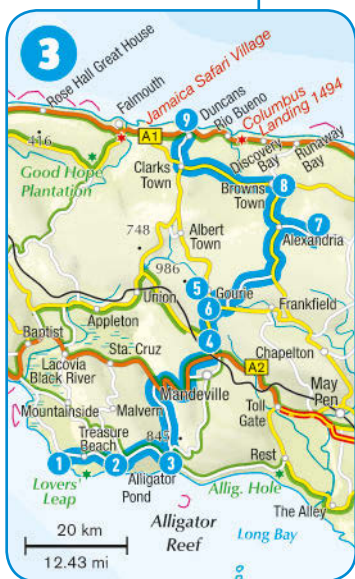 3
Rose Hall Great House
Falmouth
Jamaica Safari Village
9
Duncans
Rio Bueno
Columbus
Landing 1494
416
A1
Discovery
Bay
Runaway
Bay
Good Hope
Plantation
Clarks
Town
Browns
Town
8
7
Alexandria
748
Albert
Town
986
5
Gourie
6
Union
Frankfield
Appleton
4
Baptist
Sta. Cruz
Chapelton
Lacovia
Black River
A2
Mandeville
May
Pen
Mountainside
Malvern
Toll
Gate
Treasure
Beach
845
1
2
3
Rest
Lovers'
Leap
Alligator
Pond
Allig. Hole
The Alley
20 km
12.43 mi
Alligator
Reef
Long Bay